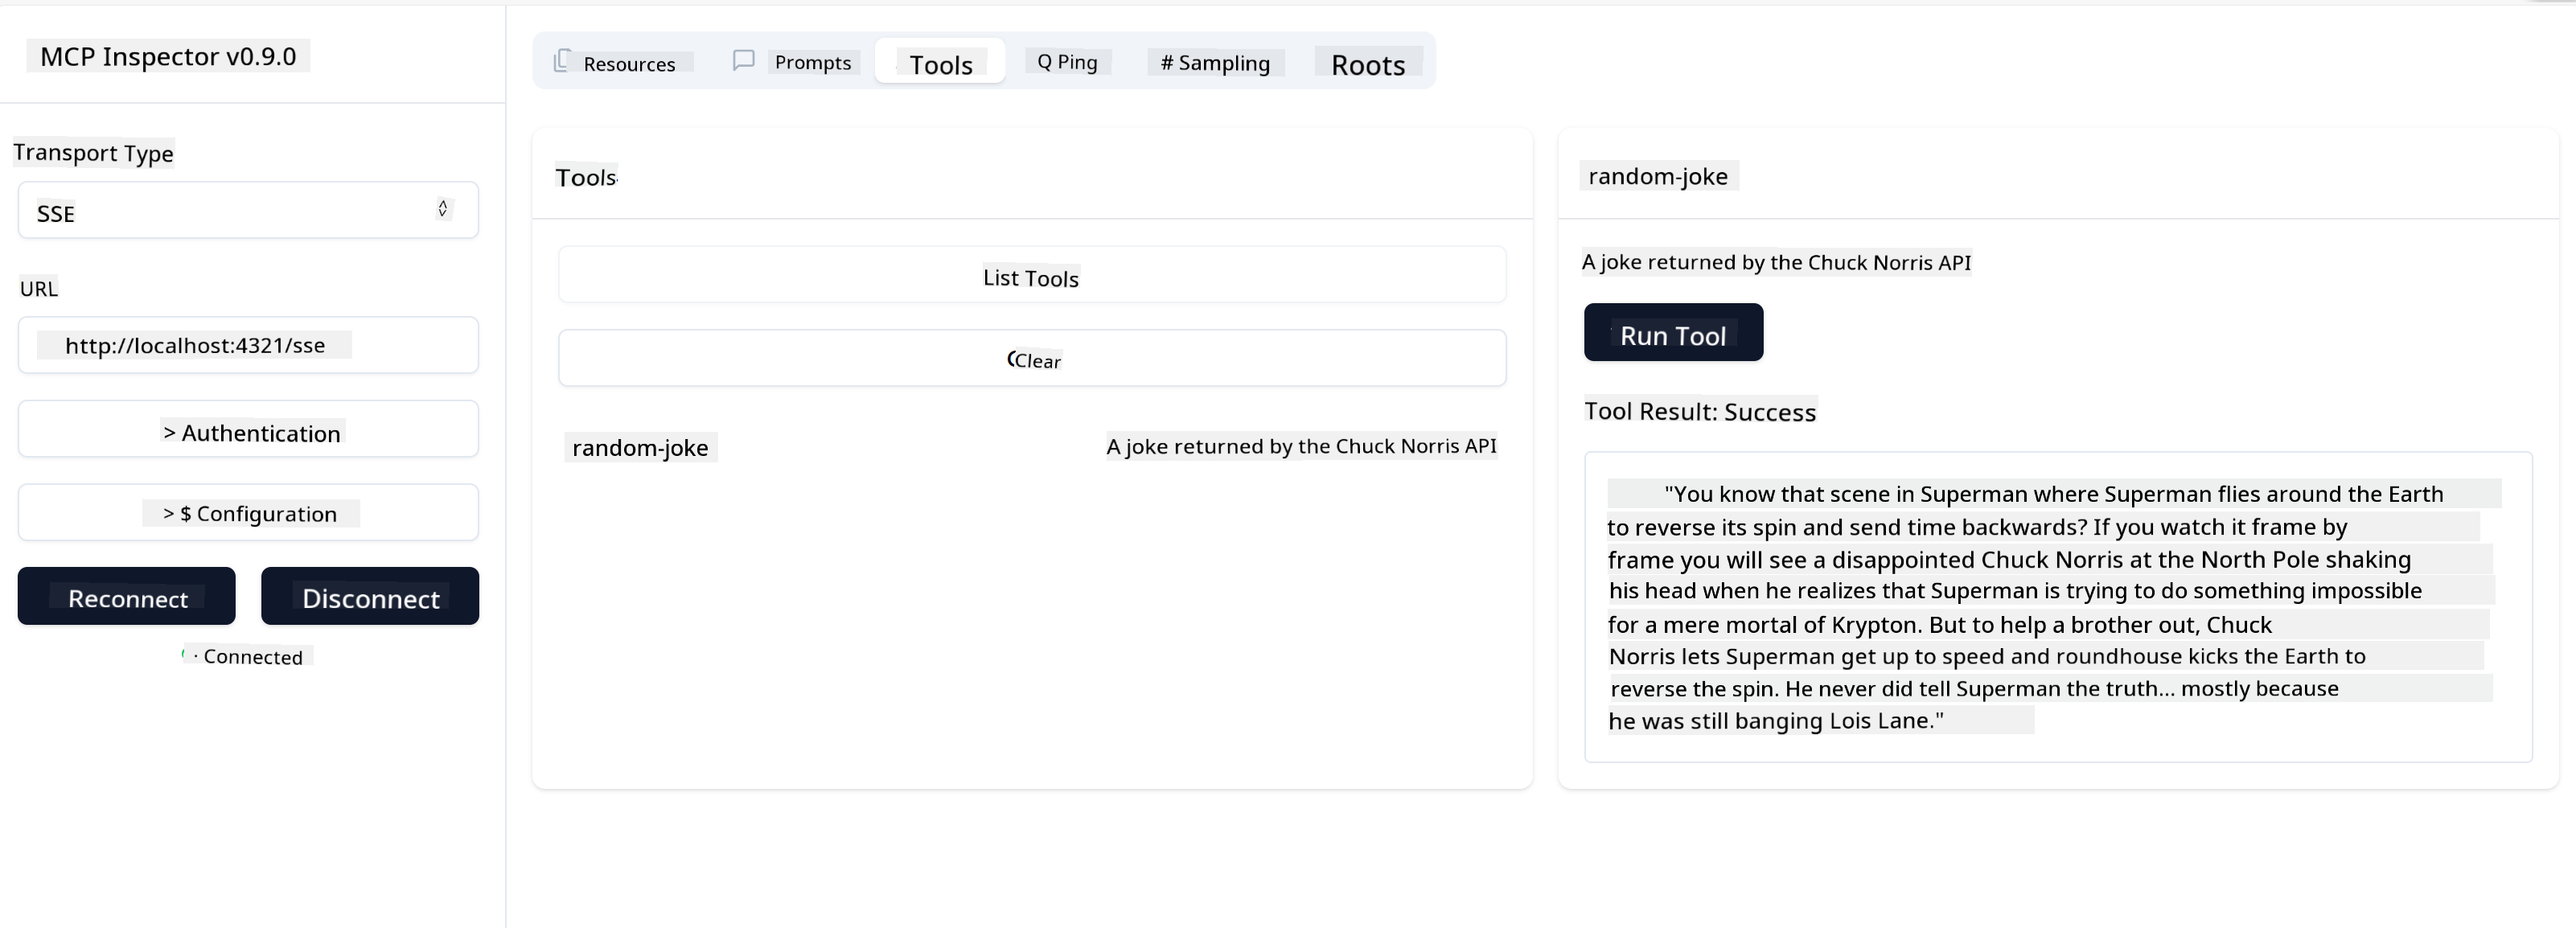 MCP Inspector v0.9.0
Transport Type
SSE
URL
http://localhost:4321/sse
> Authentication
> $ Configuration
Reconnect
Disconnect
· Connected
Resources
Prompts
Tools
Q Ping
# Sampling
Roots
Tools
List Tools
Clear
random-joke
A joke returned by the Chuck Norris API
random-joke
A joke returned by the Chuck Norris API
Run Tool
Tool Result: Success
"You know that scene in Superman where Superman flies around the Earth
to reverse its spin and send time backwards? If you watch it frame by
frame you will see a disappointed Chuck Norris at the North Pole shaking
his head when he realizes that Superman is trying to do something impossible
for a mere mortal of Krypton. But to help a brother out, Chuck
Norris lets Superman get up to speed and roundhouse kicks the Earth to
reverse the spin. He never did tell Superman the truth... mostly because
he was still banging Lois Lane."